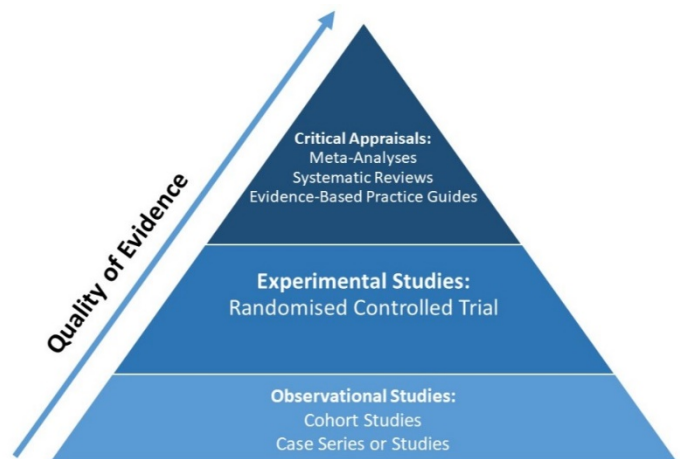 Critical Appraisals:
Meta-Analyses
Systematic Reviews
Evidence-Based Practice Guides
Quality of Evidence
Experimental Studies:
Randomised Controlled Trial
Observational Studies:
Cohort Studies
Case Series or Studies